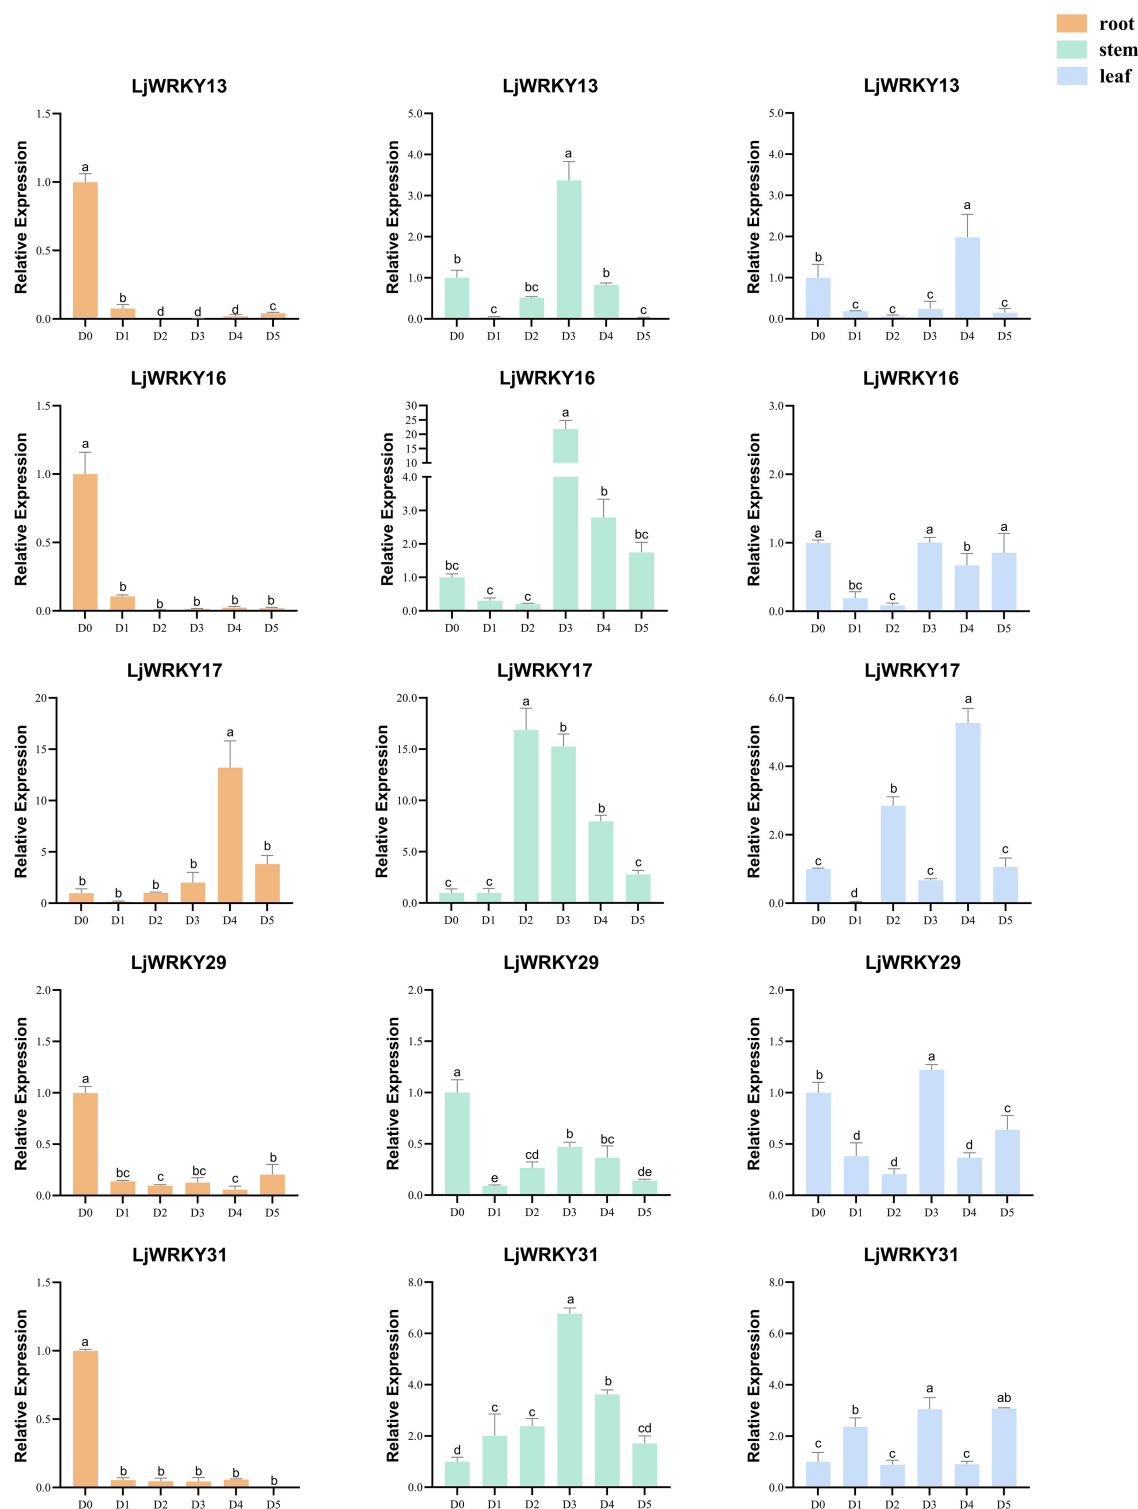 root
stem
leaf
LjWRKY13 LjWRKY13 LjWRKY13
Relative Expression
1.5
1.0
0.5
0.0
a b d d d c
D0 D1 D2 D3 D4 D5
Relative Expression
5.0
4.0
3.0
2.0
1.0
0.0
b c bc a b c
D0 D1 D2 D3 D4 D5
Relative Expression
5.0
4.0
3.0
2.0
1.0
0.0
b c c c a c
D0 D1 D2 D3 D4 D5
LjWRKY16 LjWRKY16 LjWRKY16
Relative Expression
1.5
1.0
0.5
0.0
a b b b b b
D0 D1 D2 D3 D4 D5
Relative Expression
30
25
20
15
10
4.0
3.0
2.0
1.0
0.0
bc c c a b bc
D0 D1 D2 D3 D4 D5
Relative Expression
3.0
2.0
1.0
0.0
a bc c a b a
D0 D1 D2 D3 D4 D5
LjWRKY17 LjWRKY17 LjWRKY17
Relative Expression
20
15
10
5
0
b b b b a b
D0 D1 D2 D3 D4 D5
Relative Expression
20.0
15.0
10.0
5.0
0.0
c c a b b c
D0 D1 D2 D3 D4 D5
Relative Expression
6.0
4.0
2.0
0.0
c d b c a c
D0 D1 D2 D3 D4 D5
LjWRKY29 LjWRKY29 LjWRKY29
Relative Expression
2.0
1.5
1.0
0.5
0.0
a bc c bc c b
D0 D1 D2 D3 D4 D5
Relative Expression
2.0
1.5
1.0
0.5
0.0
a e cd b bc de
D0 D1 D2 D3 D4 D5
Relative Expression
2.0
1.5
1.0
0.5
0.0
b d d a d c
D0 D1 D2 D3 D4 D5
LjWRKY31 LjWRKY31 LjWRKY31
Relative Expression
1.5
1.0
0.5
0.0
a b b b b b
D0 D1 D2 D3 D4 D5
Relative Expression
8.0
6.0
4.0
2.0
0.0
d c c a b cd
D0 D1 D2 D3 D4 D5
Relative Expression
8.0
6.0
4.0
2.0
0.0
c b c a c ab
D0 D1 D2 D3 D4 D5